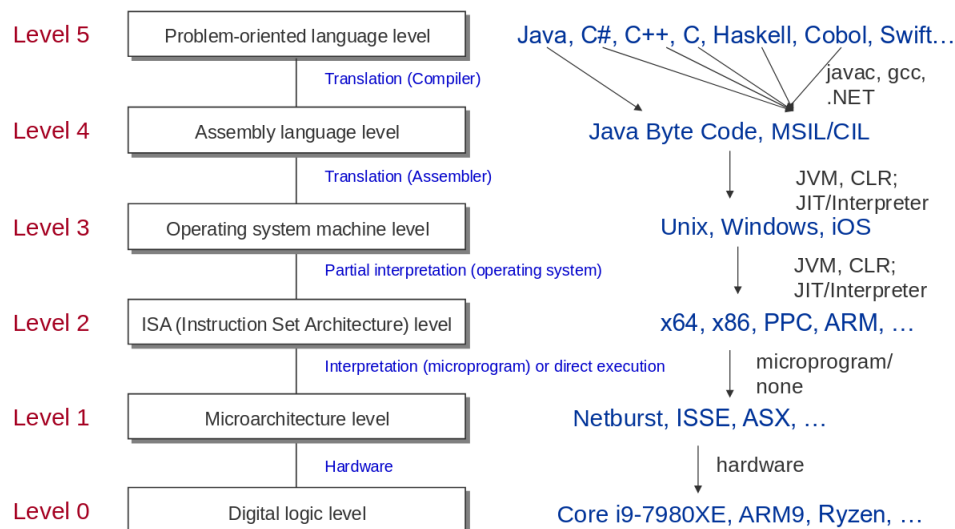 Level 5
Problem-oriented language level
Java, C#, C++, C, Haskell, Cobol, Swift…
Translation (Compiler)
javac, gcc,
.NET
Level 4
Assembly language level
Java Byte Code, MSIL/CIL
Translation (Assembler)
JVM, CLR;
JIT/Interpreter
Level 3
Operating system machine level
Unix, Windows, iOS
Partial interpretation (operating system)
JVM, CLR;
JIT/Interpreter
Level 2
ISA (Instruction Set Architecture) level
x64, x86, PPC, ARM, …
Interpretation (microprogram) or direct execution
microprogram/
none
Level 1
Microarchitecture level
Netburst, ISSE, ASX, …
Hardware
hardware
Level 0
Digital logic level
Core i9-7980XE, ARM9, Ryzen, …